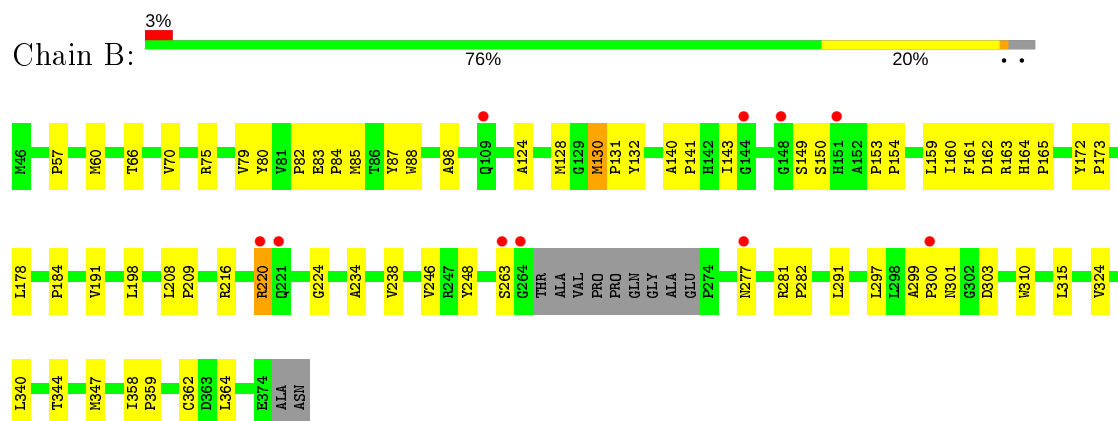 3%
Chain B:
76% 20% • •
M46 P57 M60 T66 V70 R75 V79 Y80 V81 P82 E83 P84 M85 T86 Y87 W88 A98 Q109 A124 M128 G129 M130 P131 Y132 A140 P141 H142 I143 G144 G148 S149 S150 H151 A152 P153 P154 L159 I160 F161 D162 R163 H164 P165 Y172 P173
L178 P184 V191 L198 L208 P209 R216 R220 Q221 G224 A234 V238 V246 R247 Y248 S263 G264 THR ALA VAL PRO PRO GLN GLY ALA GLU P274 N277 R281 P282 L291 L297 L298 A299 P300 N301 G302 D303 W310 L315 V324
L340 T344 M347 I358 P359 C362 D363 L364 E374 ALA ASN